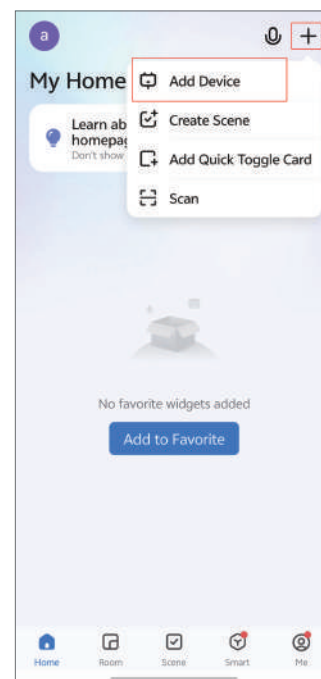 a
My Home
Add Device
Learn ab
homepag
Don't show
Create Scene
Add Quick Toggle Card
Scan
No favorite widgets added
Add to Favorite
Home
Room
Scene
Smart
Me